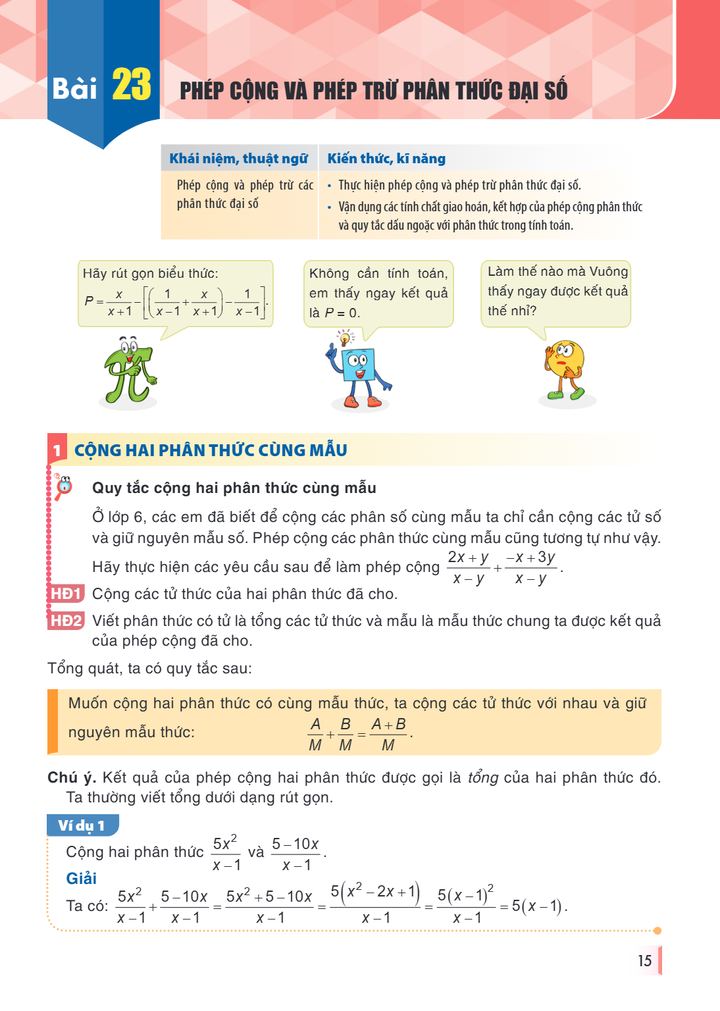 Bài 23
PHÉP CỘNG VÀ PHÉP TRỪ PHÂN THỨC ĐẠI SỐ
Khái niệm, thuật ngữ
Phép cộng và phép trừ các
phân thức đại số
Kiến thức, kĩ năng
• Thực hiện phép cộng và phép trừ phân thức đại số.
• Vận dụng các tính chất giao hoán, kết hợp của phép cộng phân thức
và quy tắc dấu ngoặc với phân thức trong tính toán.
Hãy rút gọn biểu thức:
P = x/(x+1) − [(1/(x−1) + x/(x+1)) − 1/(x−1)].
Không cần tính toán,
em thấy ngay kết quả
là P = 0.
Làm thế nào mà Vuông
thấy ngay được kết quả
thế nhỉ?
1 CỘNG HAI PHÂN THỨC CÙNG MẪU
Quy tắc cộng hai phân thức cùng mẫu
Ở lớp 6, các em đã biết để cộng các phân số cùng mẫu ta chỉ cần cộng các tử số
và giữ nguyên mẫu số. Phép cộng các phân thức cùng mẫu cũng tương tự như vậy.
Hãy thực hiện các yêu cầu sau để làm phép cộng (2x + y)/(x − y) + (−x + 3y)/(x − y).
HĐ1 Cộng các tử thức của hai phân thức đã cho.
HĐ2 Viết phân thức có tử là tổng các tử thức và mẫu là mẫu thức chung ta được kết quả
của phép cộng đã cho.
Tổng quát, ta có quy tắc sau:
Muốn cộng hai phân thức có cùng mẫu thức, ta cộng các tử thức với nhau và giữ
nguyên mẫu thức: A/M + B/M = (A + B)/M.
Chú ý. Kết quả của phép cộng hai phân thức được gọi là tổng của hai phân thức đó.
Ta thường viết tổng dưới dạng rút gọn.
Ví dụ 1
Cộng hai phân thức 5x²/(x − 1) và (5 − 10x)/(x − 1).
Giải
Ta có: 5x²/(x − 1) + (5 − 10x)/(x − 1) = (5x² + 5 − 10x)/(x − 1) = 5(x² − 2x + 1)/(x − 1) = 5(x − 1)²/(x − 1) = 5(x − 1).
15